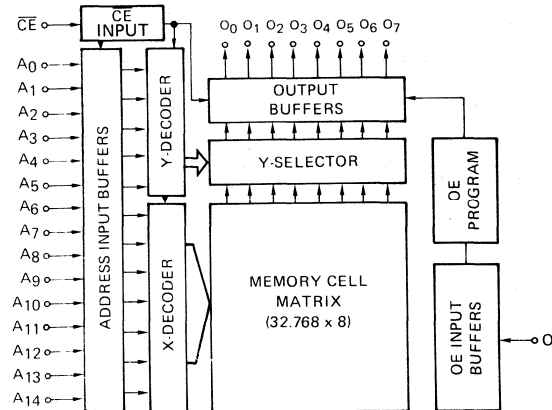 CE
CE
INPUT
O0 O1 O2 O3 O4 O5 O6 O7
A0
A1
A2
A3
A4
A5
A6
A7
A8
A9
A10
A11
A12
A13
A14
ADDRESS INPUT BUFFERS
Y-DECODER
X-DECODER
OUTPUT
BUFFERS
Y-SELECTOR
MEMORY CELL
MATRIX
(32.768 x 8)
OE
PROGRAM
OE INPUT
BUFFERS
O